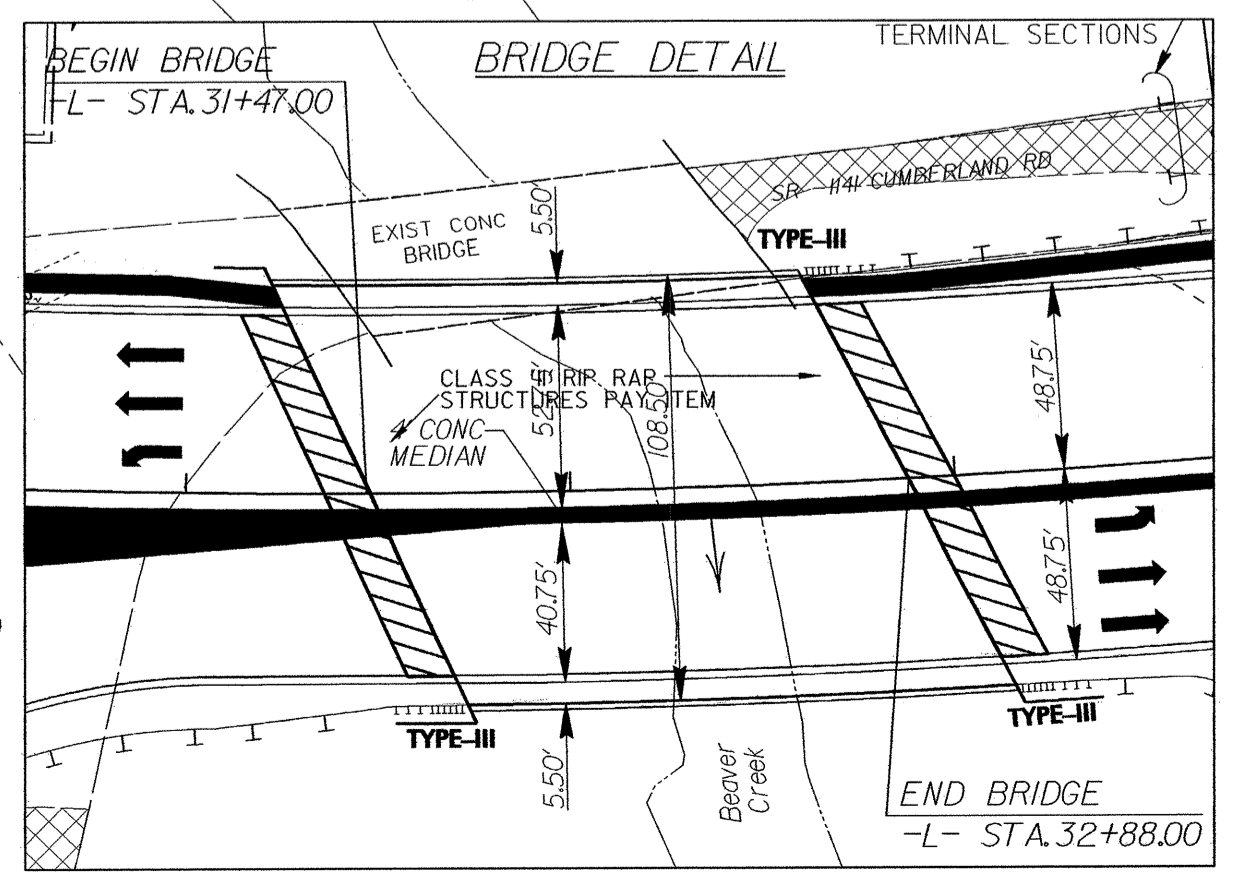 BEGIN BRIDGE
-L- STA. 31+47.00
BRIDGE DETAIL
TERMINAL SECTIONS
SR 1141 CUMBERLAND RD
EXIST CONC
BRIDGE
5.50'
TYPE-III
CLASS II RIP RAP
STRUCTURES PAY ITEM
4' CONC
MEDIAN
108.50'
48.75'
40.75'
48.75'
TYPE-III
TYPE-III
5.50'
Beaver
Creek
END BRIDGE
-L- STA. 32+88.00